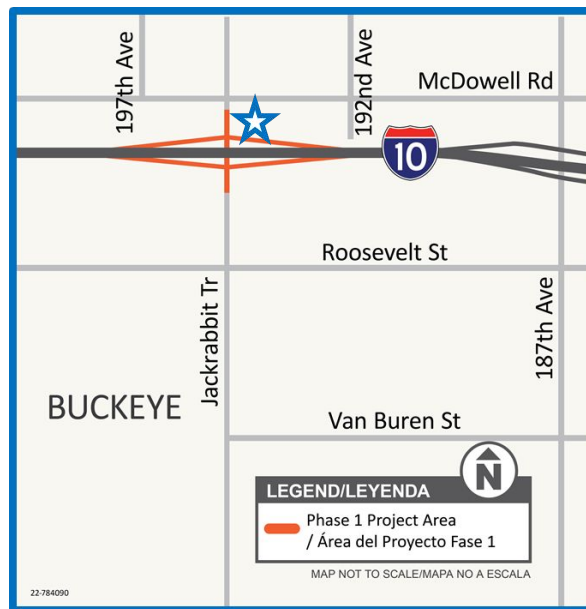 197th Ave
192nd Ave
McDowell Rd
10
Roosevelt St
Jackrabbit Tr
187th Ave
BUCKEYE
Van Buren St
N
LEGEND/LEYENDA
Phase 1 Project Area
/ Área del Proyecto Fase 1
MAP NOT TO SCALE/MAPA NO A ESCALA
22-784090